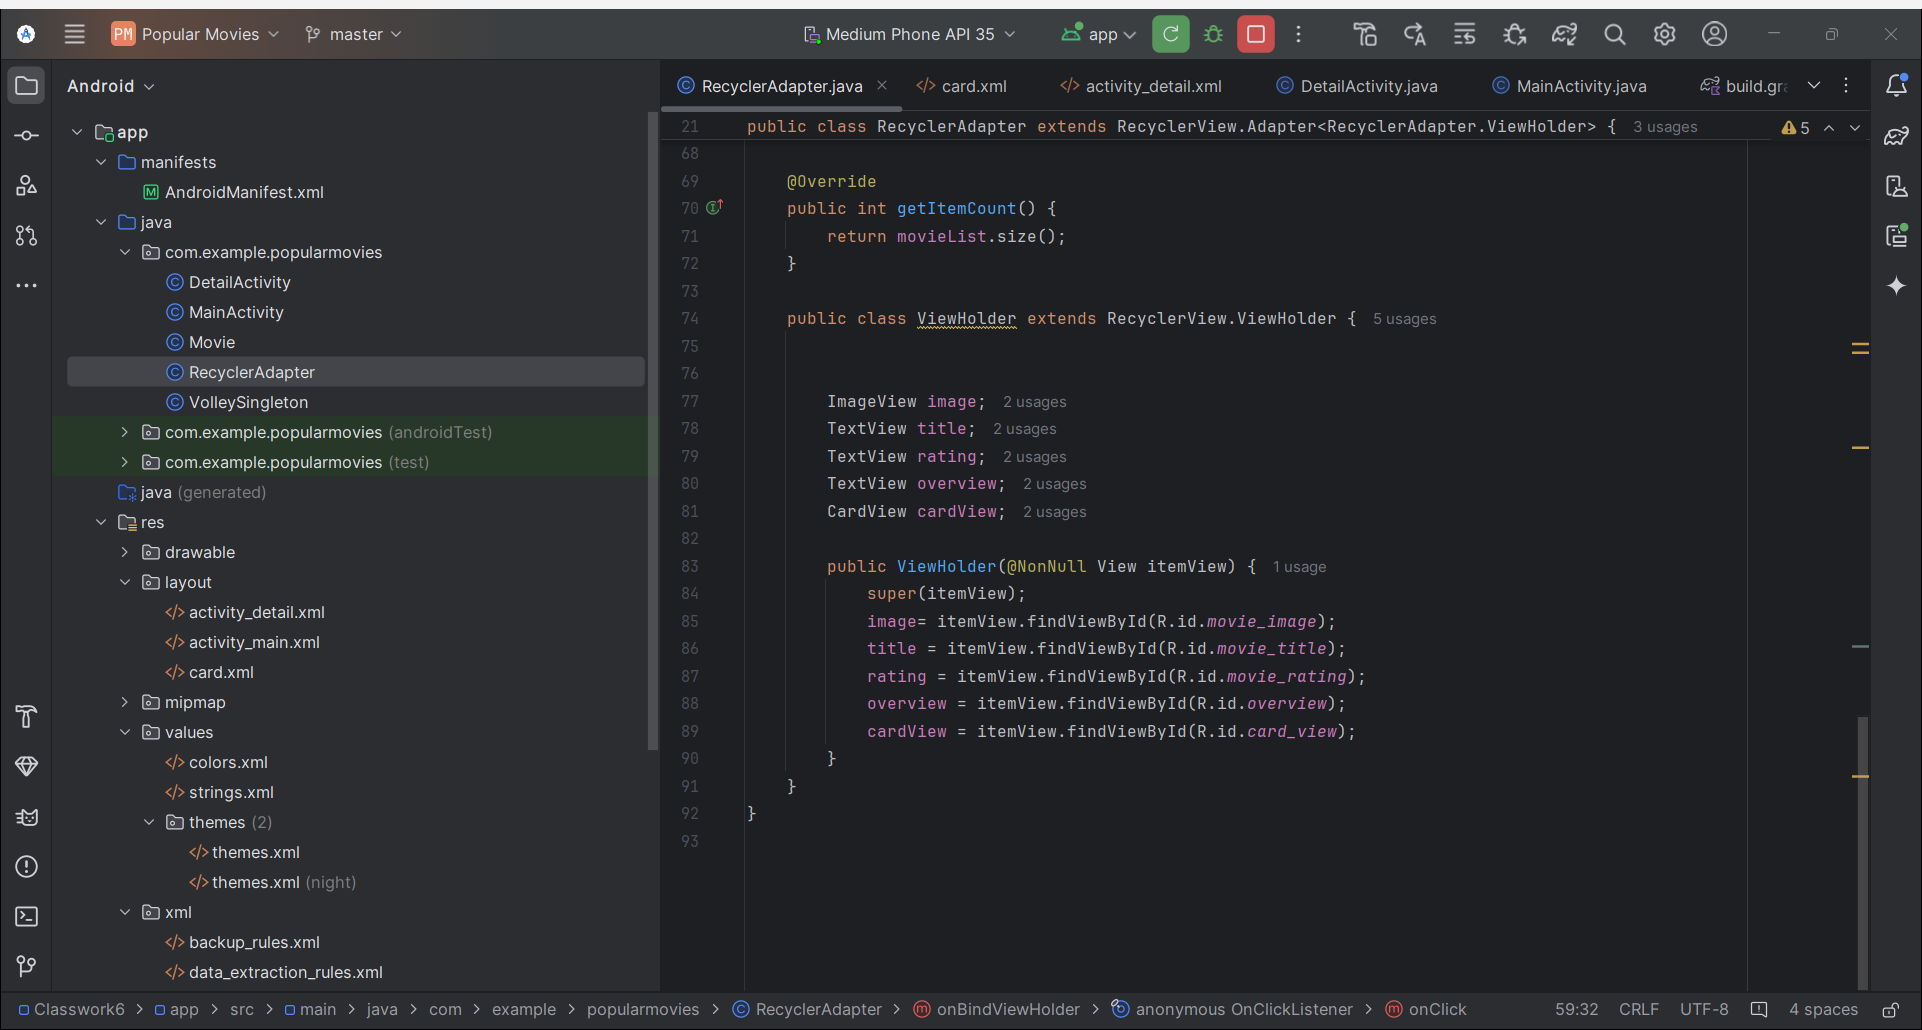 PM Popular Movies master Medium Phone API 35 app
Android
app
manifests
AndroidManifest.xml
java
com.example.popularmovies
DetailActivity
MainActivity
Movie
RecyclerAdapter
VolleySingleton
com.example.popularmovies (androidTest)
com.example.popularmovies (test)
java (generated)
res
drawable
layout
activity_detail.xml
activity_main.xml
card.xml
mipmap
values
colors.xml
strings.xml
themes (2)
themes.xml
themes.xml (night)
xml
backup_rules.xml
data_extraction_rules.xml
RecyclerAdapter.java card.xml activity_detail.xml DetailActivity.java MainActivity.java build.gra
21 public class RecyclerAdapter extends RecyclerView.Adapter<RecyclerAdapter.ViewHolder> { 3 usages 5
68
69 @Override
70 public int getItemCount() {
71 return movieList.size();
72 }
73
74 public class ViewHolder extends RecyclerView.ViewHolder { 5 usages
75
76
77 ImageView image; 2 usages
78 TextView title; 2 usages
79 TextView rating; 2 usages
80 TextView overview; 2 usages
81 CardView cardView; 2 usages
82
83 public ViewHolder(@NonNull View itemView) { 1 usage
84 super(itemView);
85 image= itemView.findViewById(R.id.movie_image);
86 title = itemView.findViewById(R.id.movie_title);
87 rating = itemView.findViewById(R.id.movie_rating);
88 overview = itemView.findViewById(R.id.overview);
89 cardView = itemView.findViewById(R.id.card_view);
90 }
91 }
92 }
93
Classwork6 > app > src > main > java > com > example > popularmovies > RecyclerAdapter > onBindViewHolder > anonymous OnClickListener > onClick 59:32 CRLF UTF-8 4 spaces